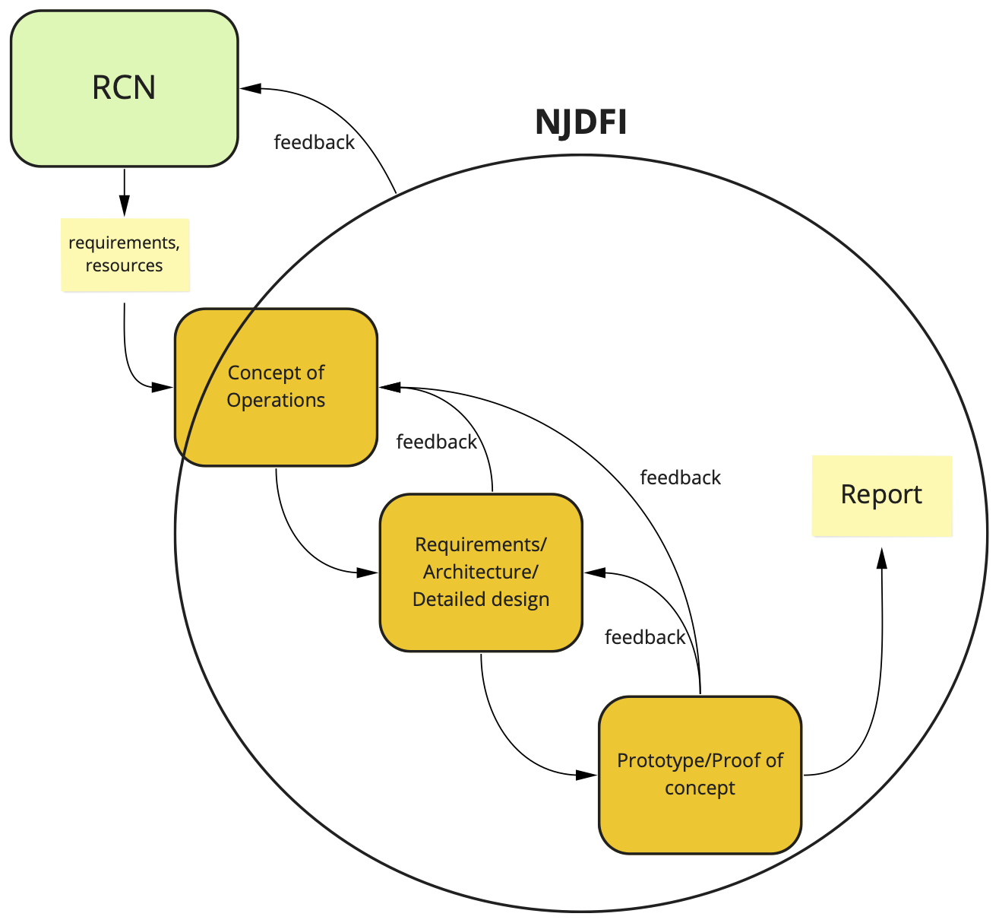 RCN
NJDFI
feedback
requirements,
resources
Concept of
Operations
feedback
feedback
Report
Requirements/
Architecture/
Detailed design
feedback
Prototype/Proof of
concept